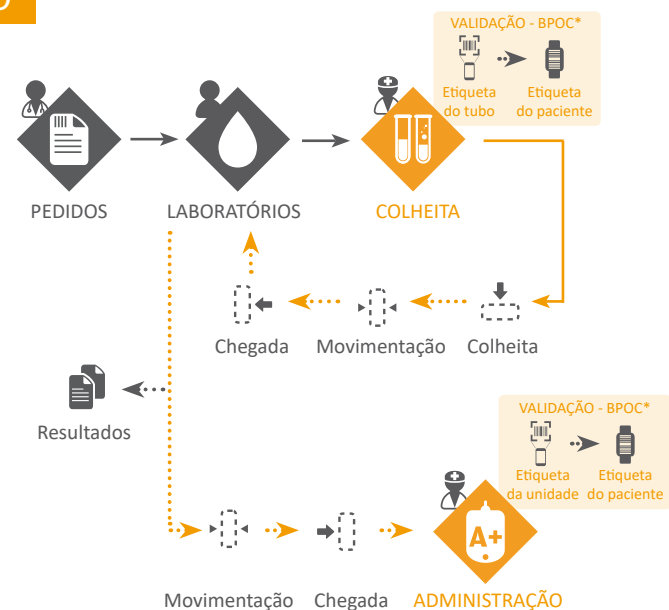 VALIDAÇÃO - BPOC*
Etiqueta
do tubo
Etiqueta
do paciente
PEDIDOS
LABORATÓRIOS
COLHEITA
Chegada
Movimentação
Colheita
Resultados
VALIDAÇÃO - BPOC*
Etiqueta
da unidade
Etiqueta
do paciente
A+
Movimentação
Chegada
ADMINISTRAÇÃO